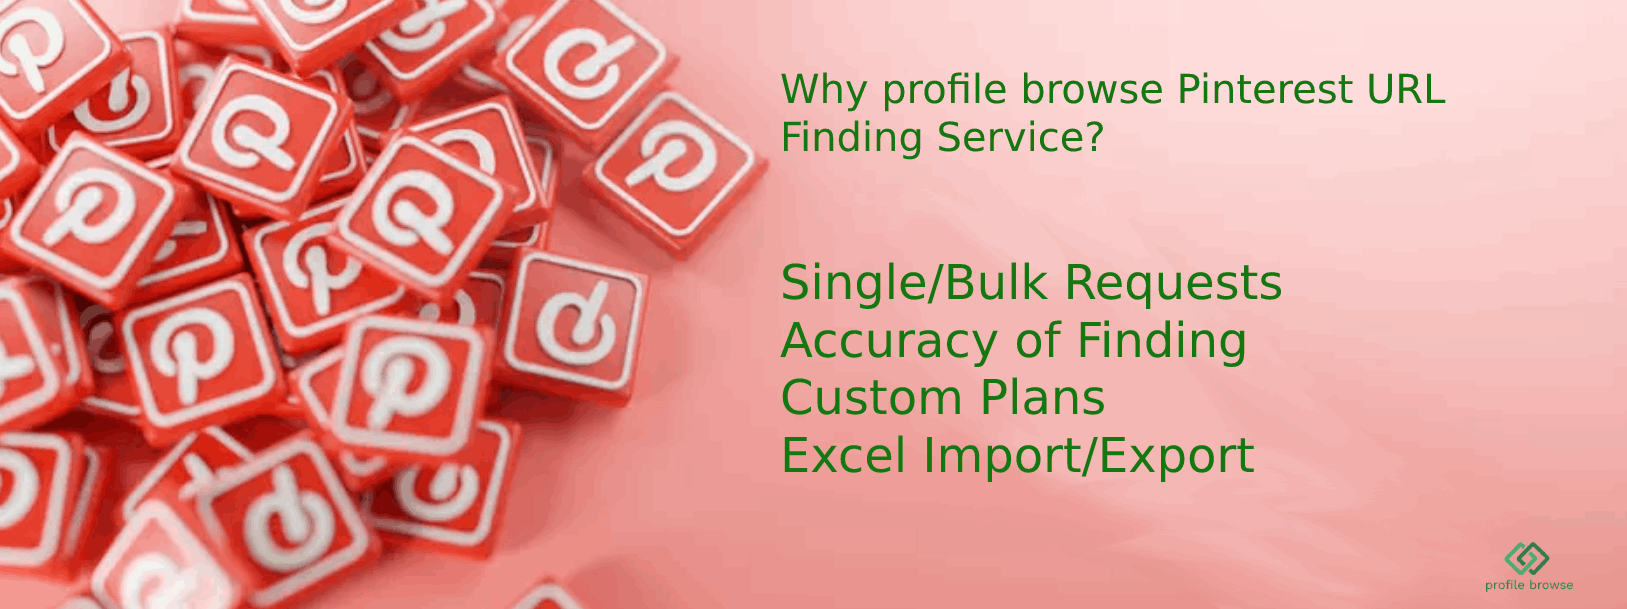 Why profile browse Pinterest URL
Finding Service?
Single/Bulk Requests
Accuracy of Finding
Custom Plans
Excel Import/Export
profile browse